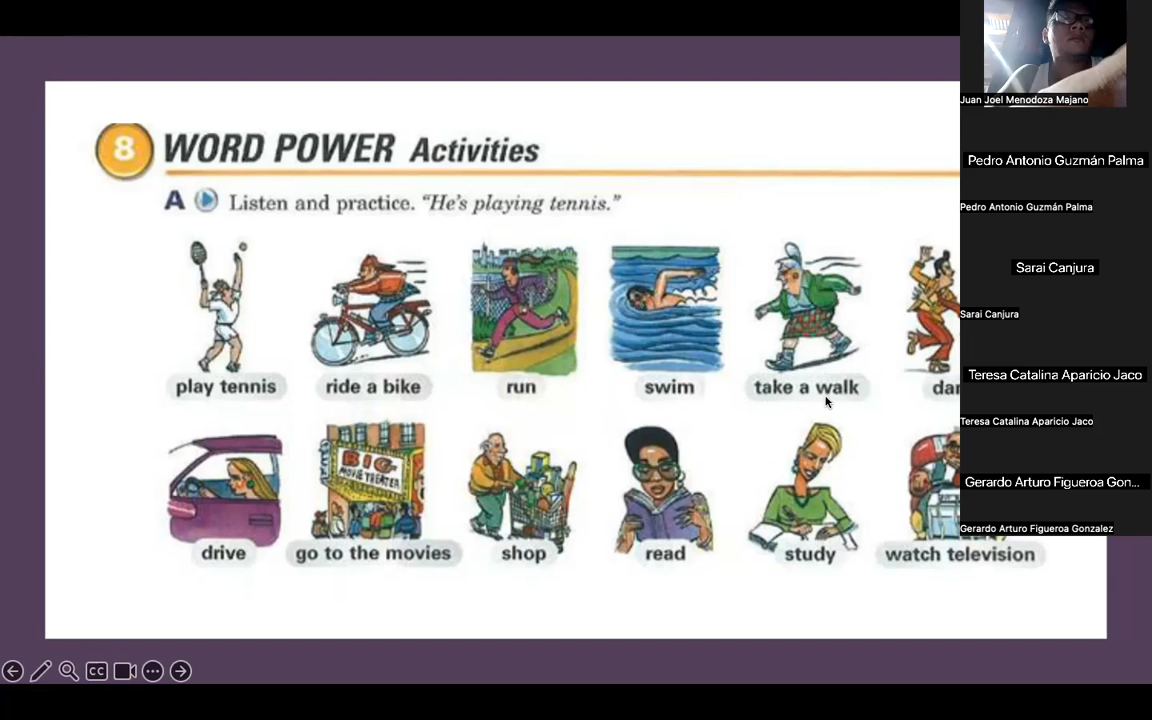 8 WORD POWER Activities
A Listen and practice. “He’s playing tennis.”
play tennis
ride a bike
run
swim
take a walk
BIG
MOVIE THEATER
drive
go to the movies
shop
read
study
watch television
CC
Juan Joel Menodoza Majano
Pedro Antonio Guzmán Palma
Pedro Antonio Guzmán Palma
Sarai Canjura
Sarai Canjura
Teresa Catalina Aparicio Jaco
Teresa Catalina Aparicio Jaco
Gerardo Arturo Figueroa Gon...
Gerardo Arturo Figueroa Gonzalez